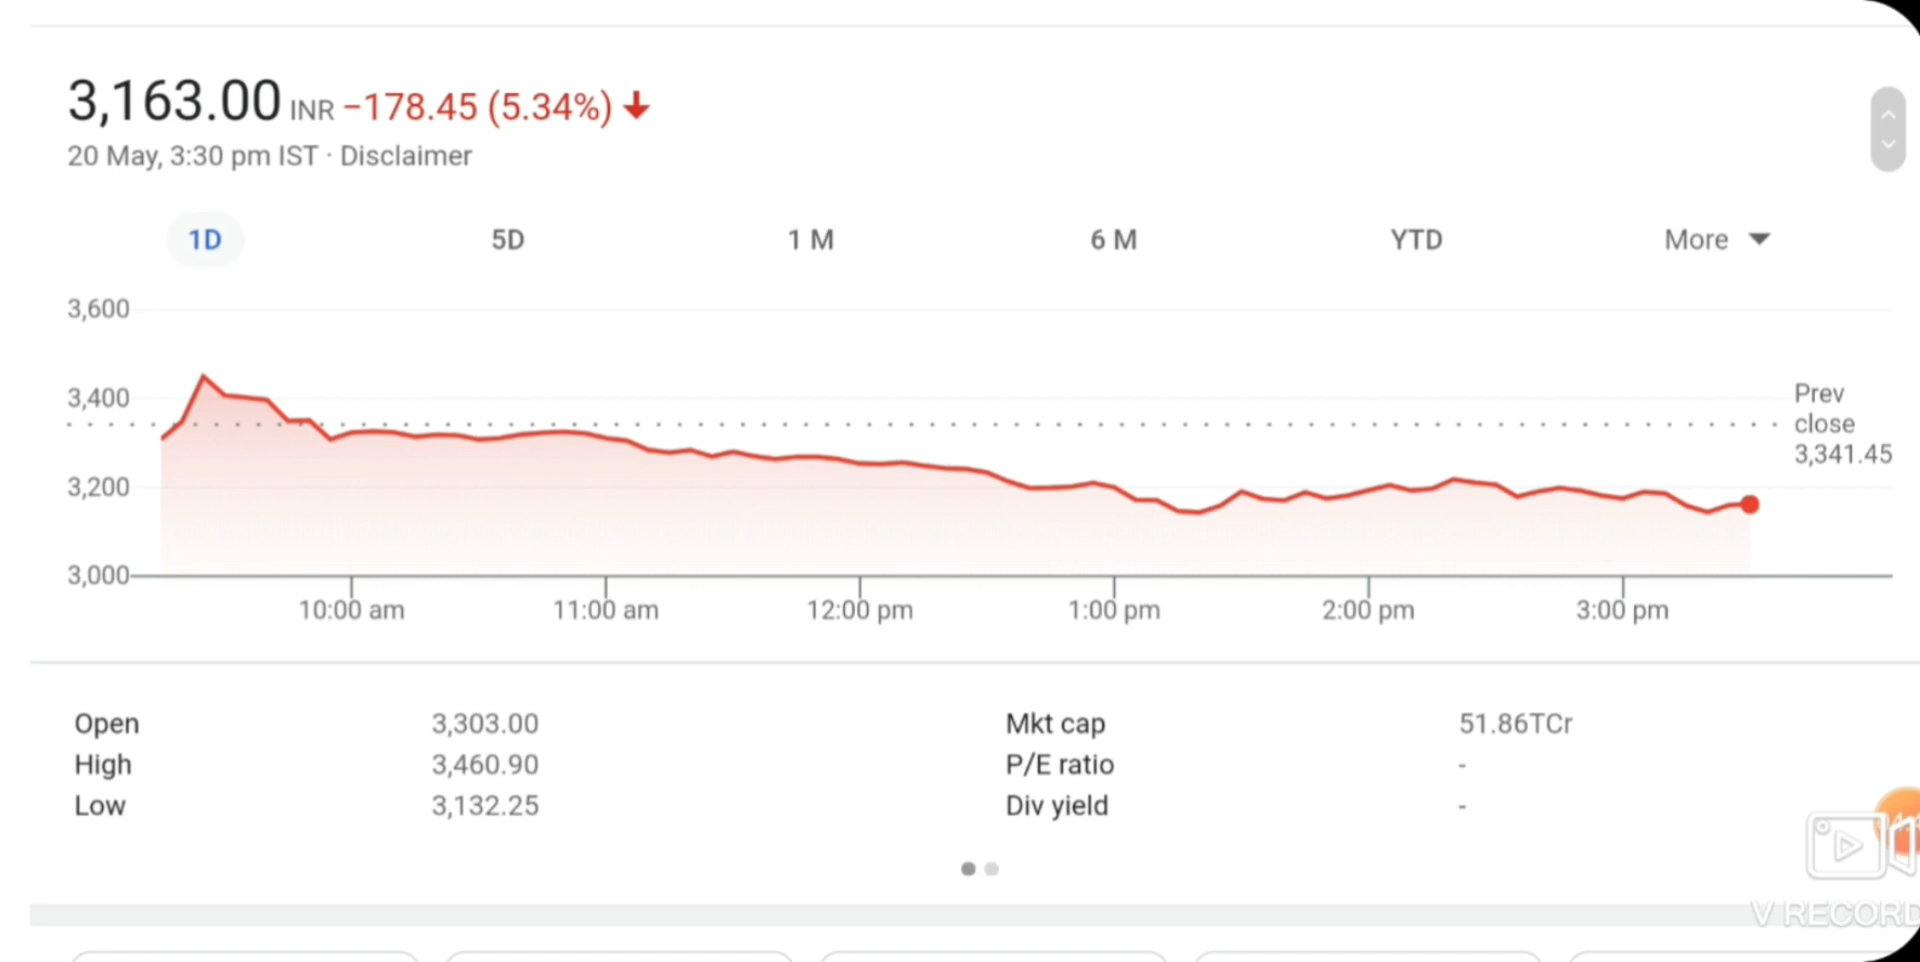 3,163.00 INR −178.45 (5.34%)
20 May, 3:30 pm IST · Disclaimer
1D 5D 1 M 6 M YTD More
3,600
3,400
3,200
3,000
Prev
close
3,341.45
10:00 am 11:00 am 12:00 pm 1:00 pm 2:00 pm 3:00 pm
Open 3,303.00 Mkt cap 51.86TCr
High 3,460.90 P/E ratio -
Low 3,132.25 Div yield -
V RECORD